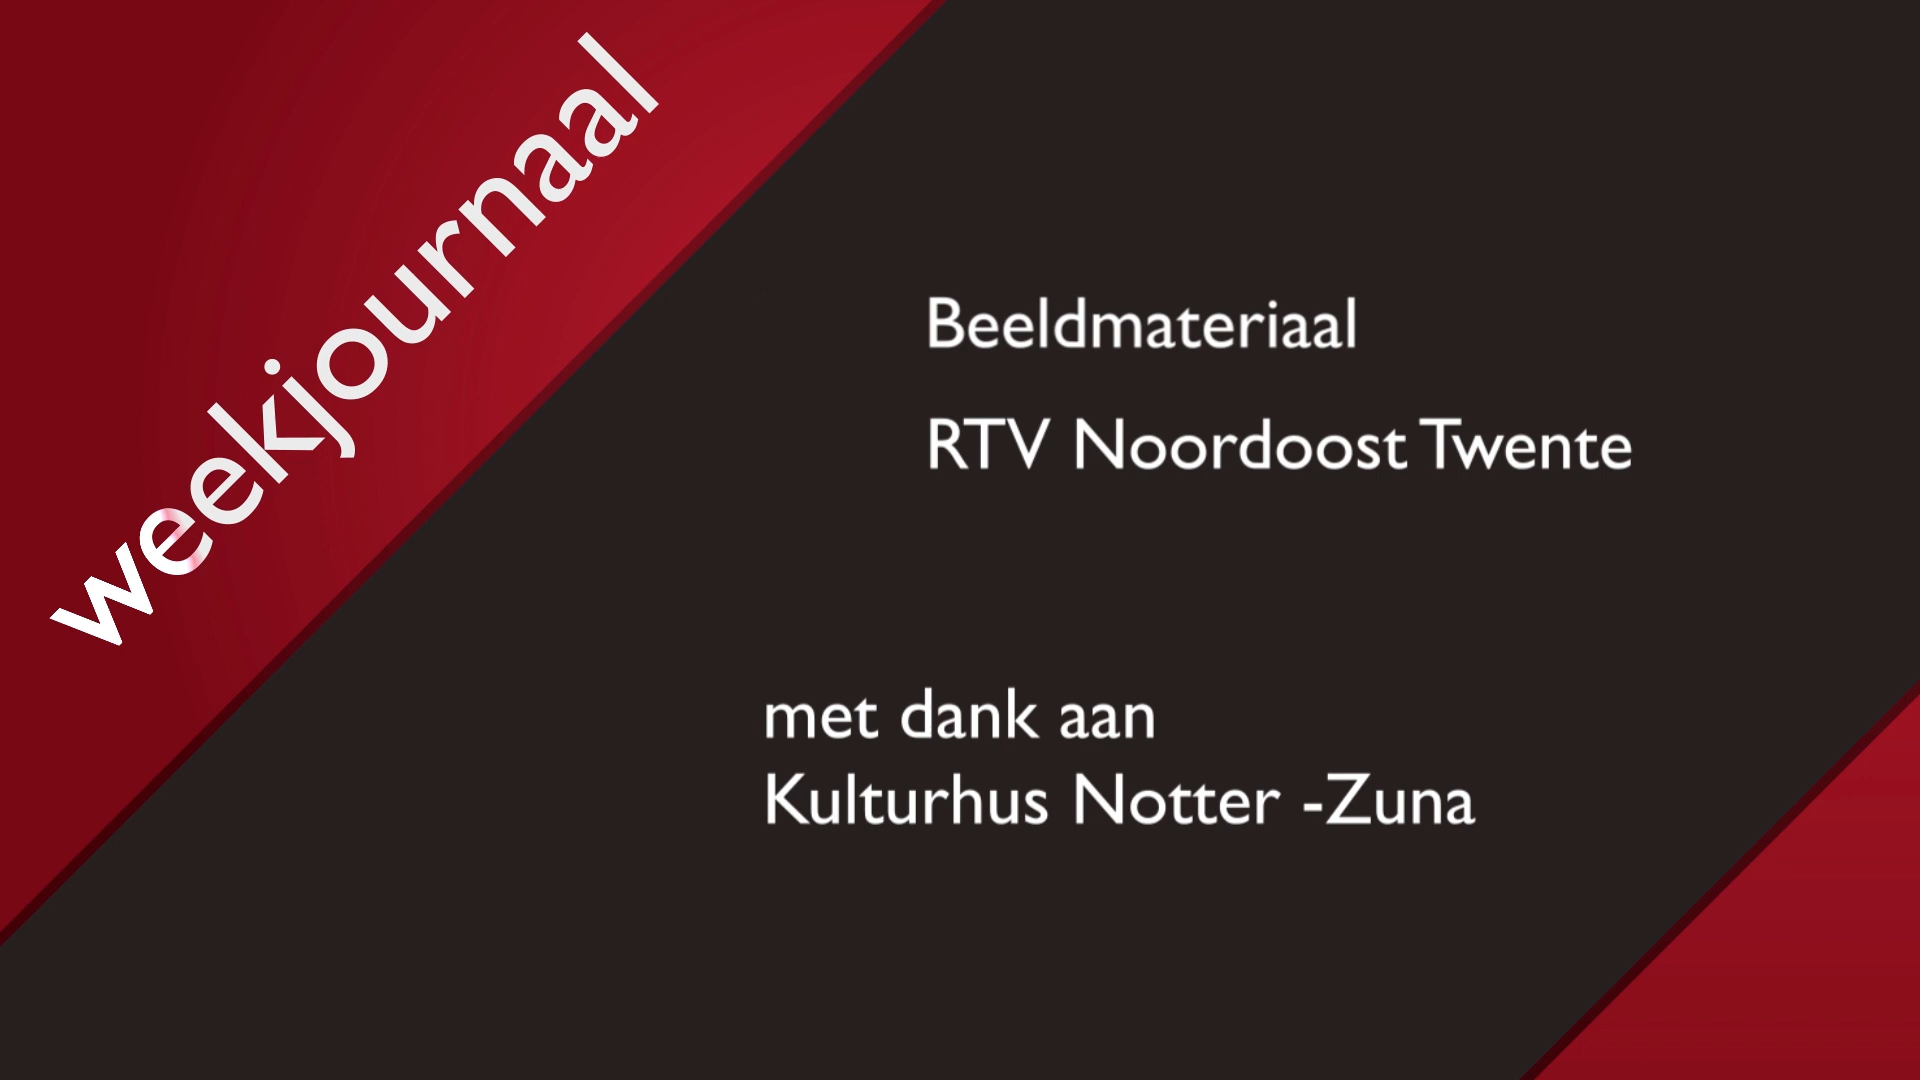 weekjournaal
Beeldmateriaal
RTV Noordoost Twente
met dank aan
Kulturhus Notter -Zuna